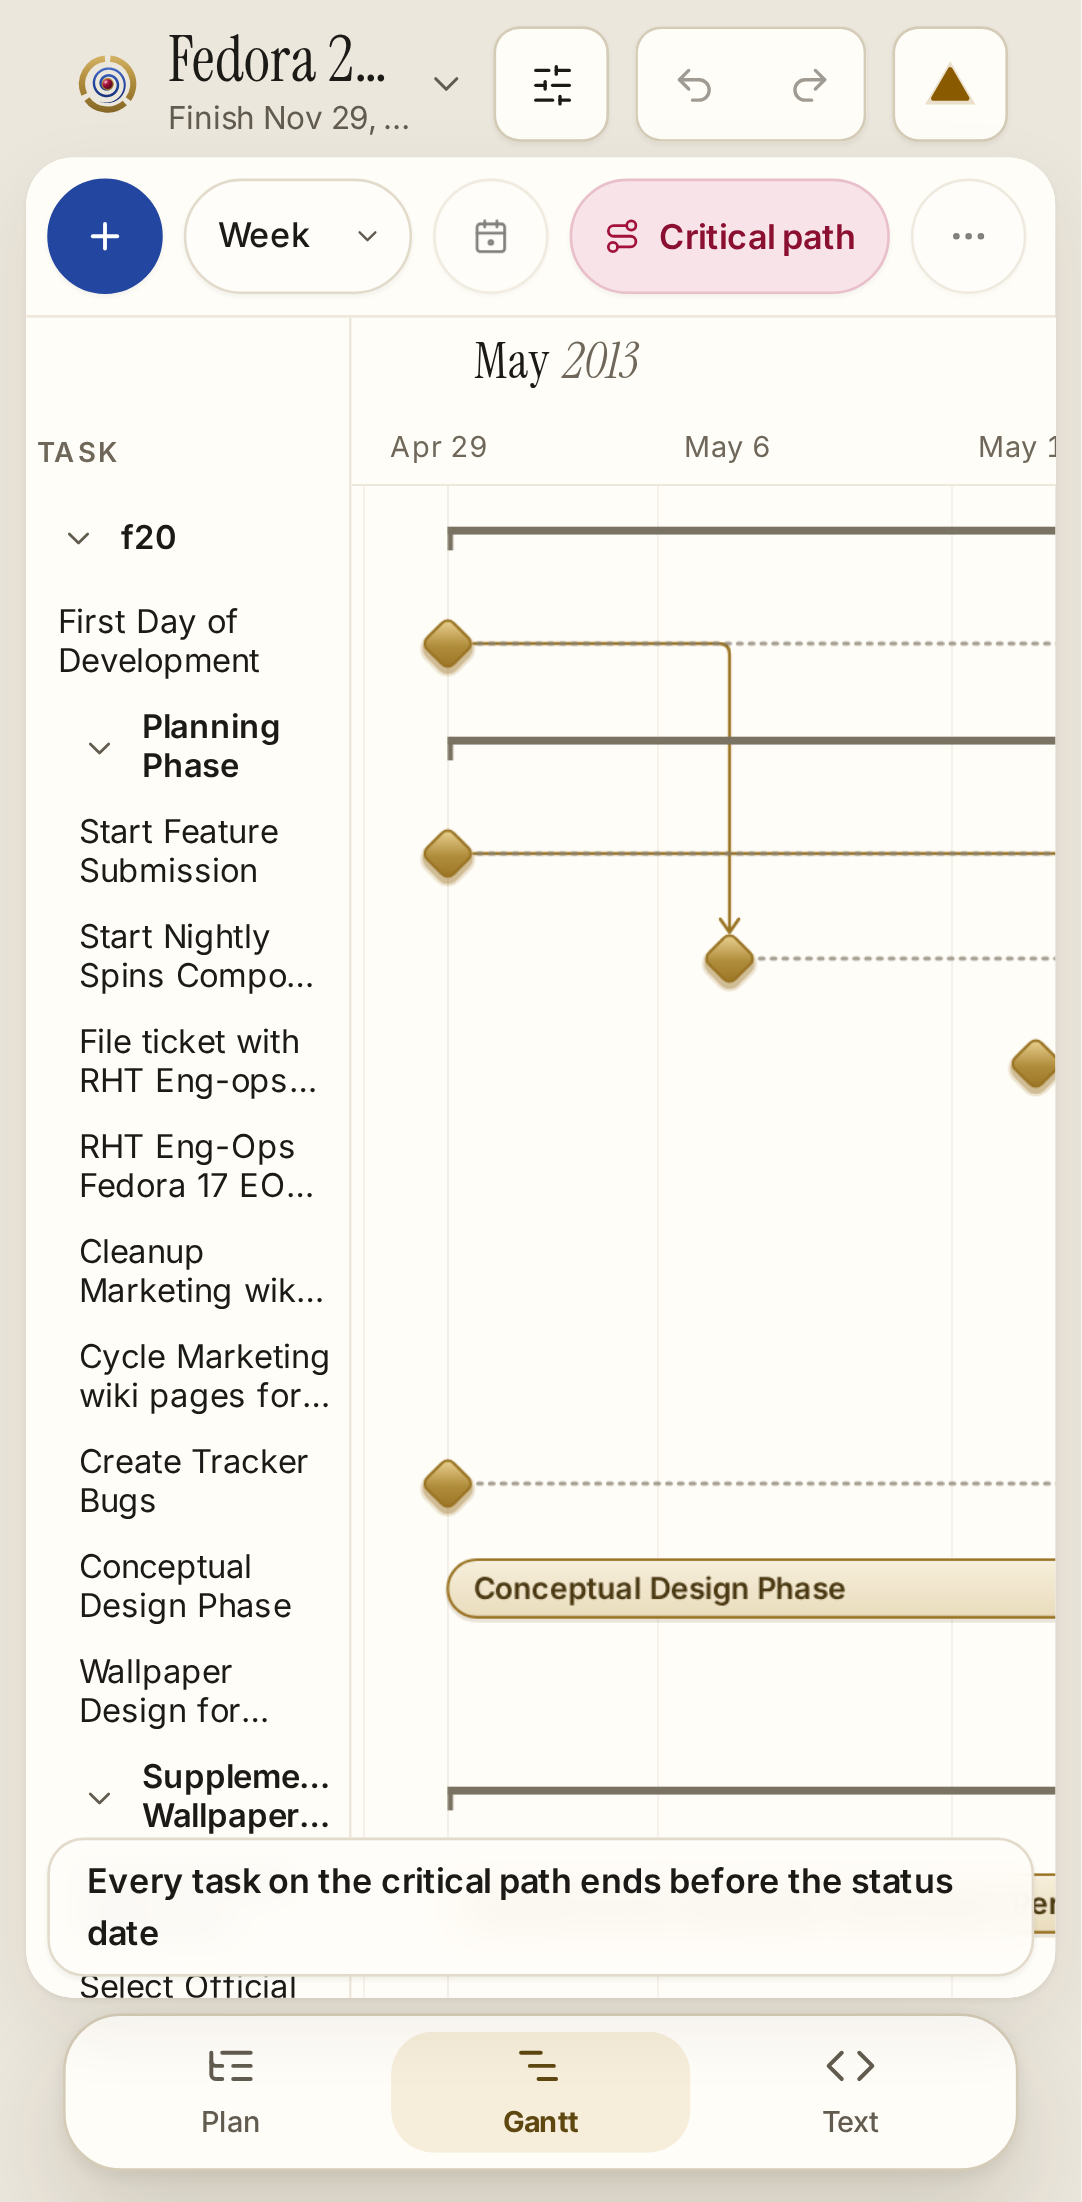 Fedora 2...
Finish Nov 29, ...
Week
Critical path
May 2013
TASK
Apr 29
May 6
May 1
f20
First Day of
Development
Planning
Phase
Start Feature
Submission
Start Nightly
Spins Compo...
File ticket with
RHT Eng-ops...
RHT Eng-Ops
Fedora 17 EO...
Cleanup
Marketing wik...
Cycle Marketing
wiki pages for...
Create Tracker
Bugs
Conceptual
Design Phase
Conceptual Design Phase
Wallpaper
Design for...
Suppleme...
Wallpaper...
Every task on the critical path ends before the status
date
Select Official
Plan
Gantt
Text